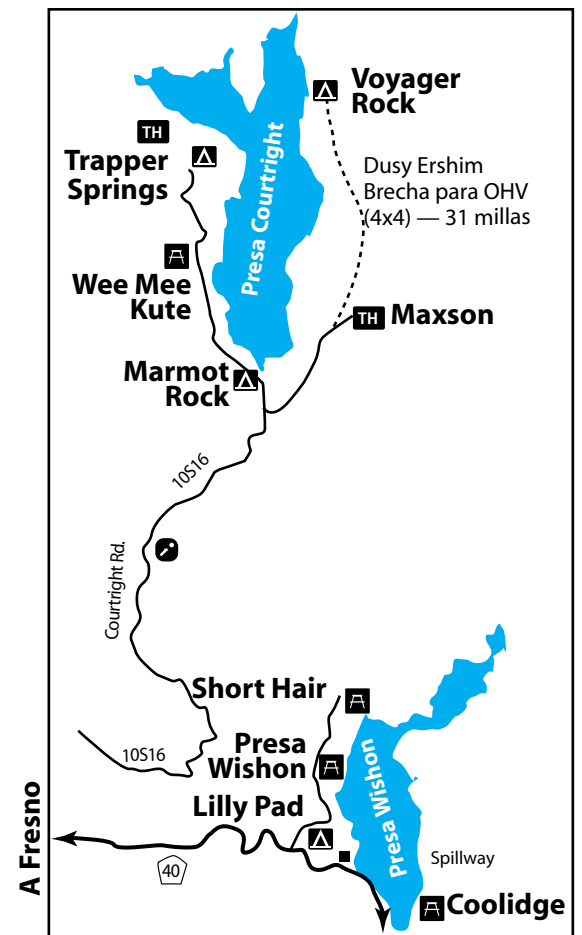 Voyager
Rock
TH
Trapper
Springs
Dusy Ershim
Brecha para OHV
(4x4) — 31 millas
Presa Courtright
Wee Mee
Kute
TH Maxson
Marmot
Rock
10S16
Courtright Rd.
Short Hair
10S16
Presa
Wishon
Presa Wishon
Lilly Pad
A Fresno
40
Spillway
Coolidge